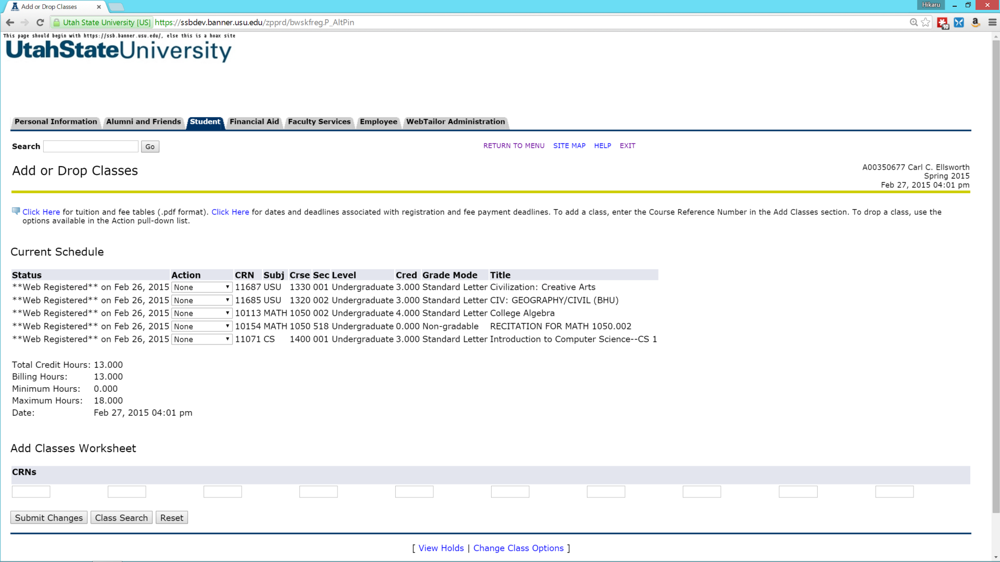 Add or Drop Classes
Hikaru
Utah State University [US] https://ssbdev.banner.usu.edu/zpprd/bwskfreg.P_AltPin
10
This page should begin with https://ssb.banner.usu.edu/, else this is a hoax site
UtahStateUniversity
Personal Information Alumni and Friends Student Financial Aid Faculty Services Employee WebTailor Administration
Search Go RETURN TO MENU SITE MAP HELP EXIT
Add or Drop Classes
A00350677 Carl C. Ellsworth
Spring 2015
Feb 27, 2015 04:01 pm
Click Here for tuition and fee tables (.pdf format). Click Here for dates and deadlines associated with registration and fee payment deadlines. To add a class, enter the Course Reference Number in the Add Classes section. To drop a class, use the
options available in the Action pull-down list.
Current Schedule
Status Action CRN Subj Crse Sec Level Cred Grade Mode Title
**Web Registered** on Feb 26, 2015 None 11687 USU 1330 001 Undergraduate 3.000 Standard Letter Civilization: Creative Arts
**Web Registered** on Feb 26, 2015 None 11685 USU 1320 002 Undergraduate 3.000 Standard Letter CIV: GEOGRAPHY/CIVIL (BHU)
**Web Registered** on Feb 26, 2015 None 10113 MATH 1050 002 Undergraduate 4.000 Standard Letter College Algebra
**Web Registered** on Feb 26, 2015 None 10154 MATH 1050 518 Undergraduate 0.000 Non-gradable RECITATION FOR MATH 1050.002
**Web Registered** on Feb 26, 2015 None 11071 CS 1400 001 Undergraduate 3.000 Standard Letter Introduction to Computer Science--CS 1
Total Credit Hours: 13.000
Billing Hours: 13.000
Minimum Hours: 0.000
Maximum Hours: 18.000
Date: Feb 27, 2015 04:01 pm
Add Classes Worksheet
CRNs
Submit Changes Class Search Reset
[ View Holds | Change Class Options ]